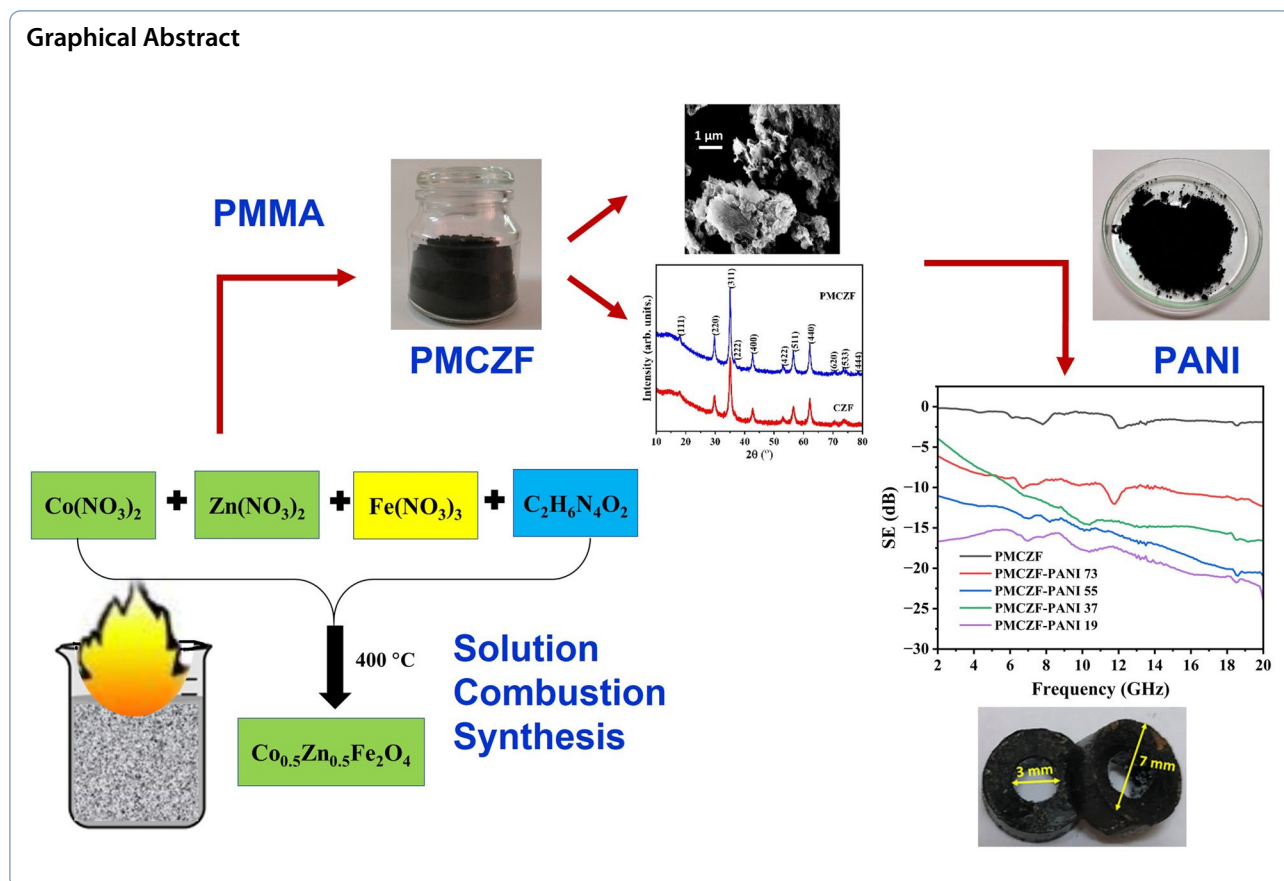 Graphical Abstract
PMMA
PMCZF
1 µm
Intensity (arb. units.)
(111)
(220)
(311)
(222)
(400)
(422)
(511)
(440)
(620)
(533)
(444)
PMCZF
CZF
10 20 30 40 50 60 70 80
2θ (°)
PANI
SE (dB)
0
−5
−10
−15
−20
−25
−30
PMCZF
PMCZF-PANI 73
PMCZF-PANI 55
PMCZF-PANI 37
PMCZF-PANI 19
2 4 6 8 10 12 14 16 18 20
Frequency (GHz)
3 mm
7 mm
Co(NO₃)₂ + Zn(NO₃)₂ + Fe(NO₃)₃ + C₂H₆N₄O₂
400 °C
Solution
Combustion
Synthesis
Co₀.₅Zn₀.₅Fe₂O₄